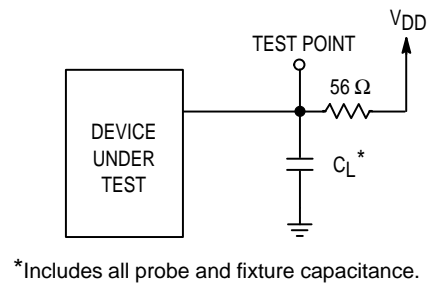 VDD
TEST POINT
56 Ω
DEVICE
UNDER
TEST
CL*
*Includes all probe and fixture capacitance.